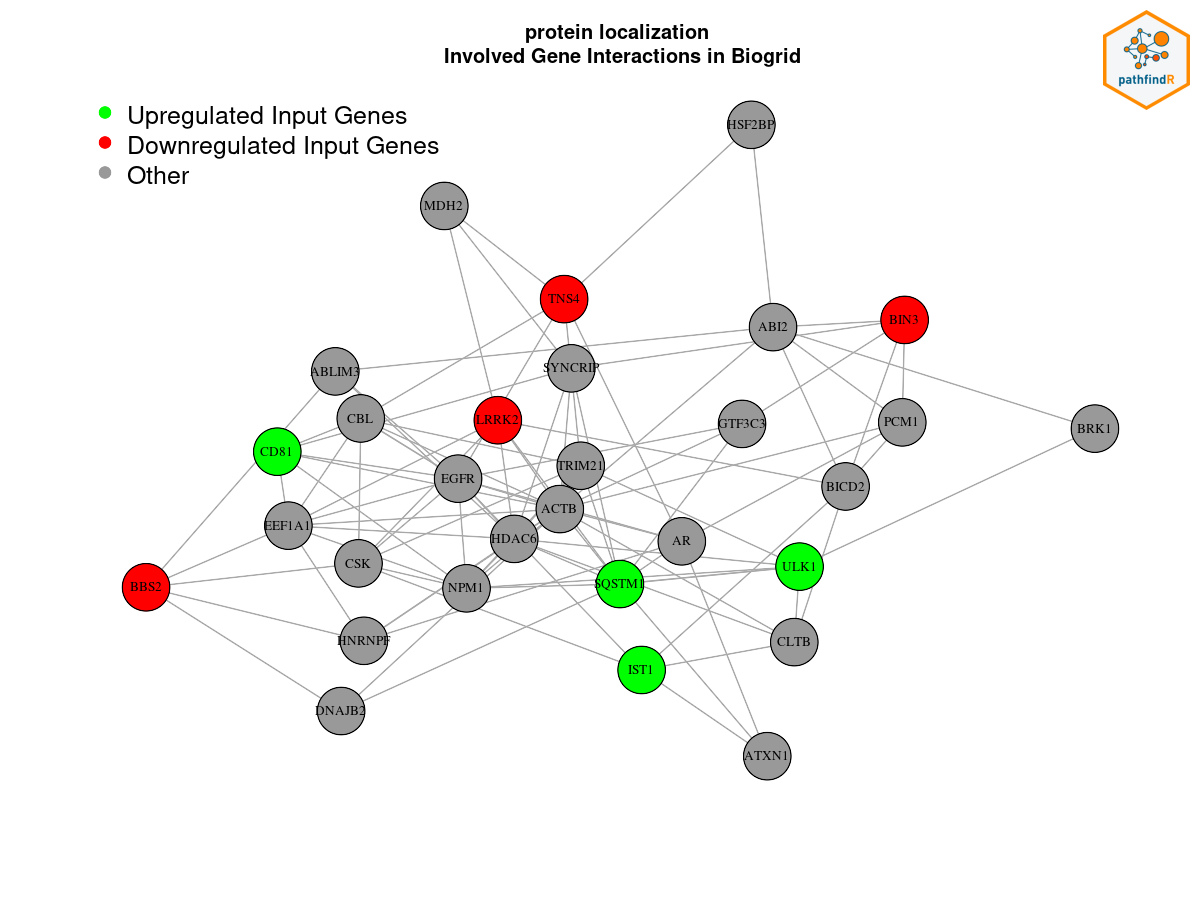 protein localization
Involved Gene Interactions in Biogrid
pathfindR
Upregulated Input Genes
Downregulated Input Genes
Other
HSF2BP
MDH2
TNS4
BIN3
ABI2
SYNCRIP
ABLIM3
CBL
LRRK2
GTF3C3
PCM1
BRK1
CD81
TRIM21
EGFR
BICD2
ACTB
EEF1A1
HDAC6
AR
CSK
ULK1
SQSTM1
BBS2
NPM1
HNRNPF
CLTB
IST1
DNAJB2
ATXN1